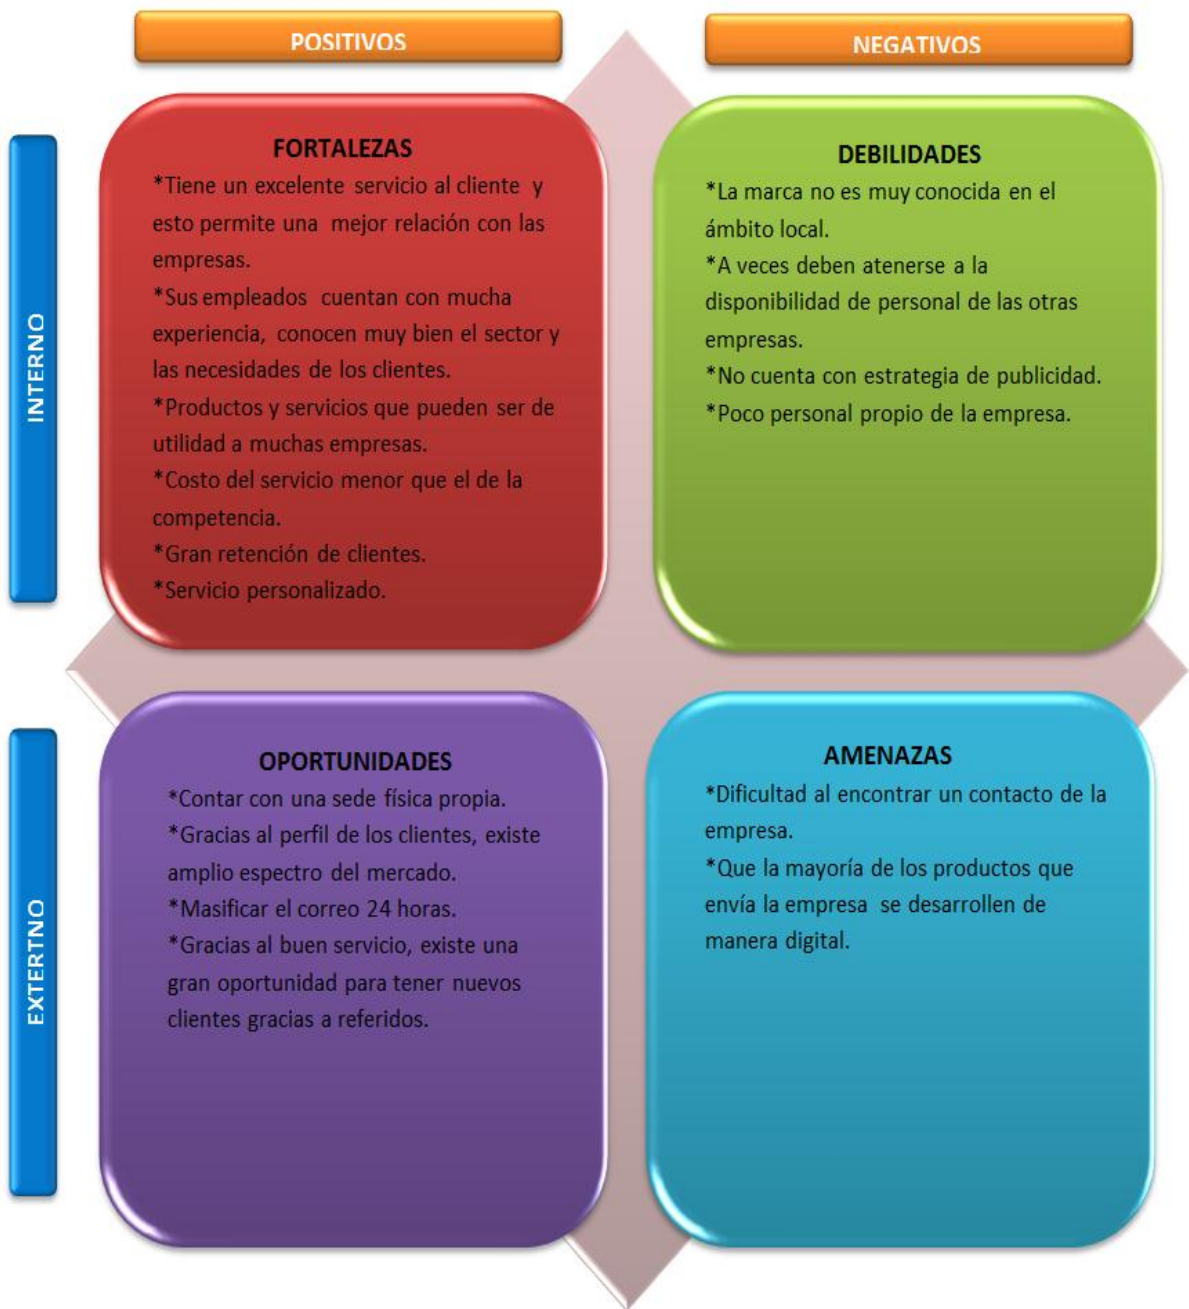 POSITIVOS
NEGATIVOS
INTERNO
FORTALEZAS
*Tiene un excelente servicio al cliente y
esto permite una mejor relación con las
empresas.
*Sus empleados cuentan con mucha
experiencia, conocen muy bien el sector y
las necesidades de los clientes.
*Productos y servicios que pueden ser de
utilidad a muchas empresas.
*Costo del servicio menor que el de la
competencia.
*Gran retención de clientes.
*Servicio personalizado.
DEBILIDADES
*La marca no es muy conocida en el
ámbito local.
*A veces deben atenerse a la
disponibilidad de personal de las otras
empresas.
*No cuenta con estrategia de publicidad.
*Poco personal propio de la empresa.
EXTERTNO
OPORTUNIDADES
*Contar con una sede física propia.
*Gracias al perfil de los clientes, existe
amplio espectro del mercado.
*Masificar el correo 24 horas.
*Gracias al buen servicio, existe una
gran oportunidad para tener nuevos
clientes gracias a referidos.
AMENAZAS
*Dificultad al encontrar un contacto de la
empresa.
*Que la mayoría de los productos que
envía la empresa se desarrollen de
manera digital.